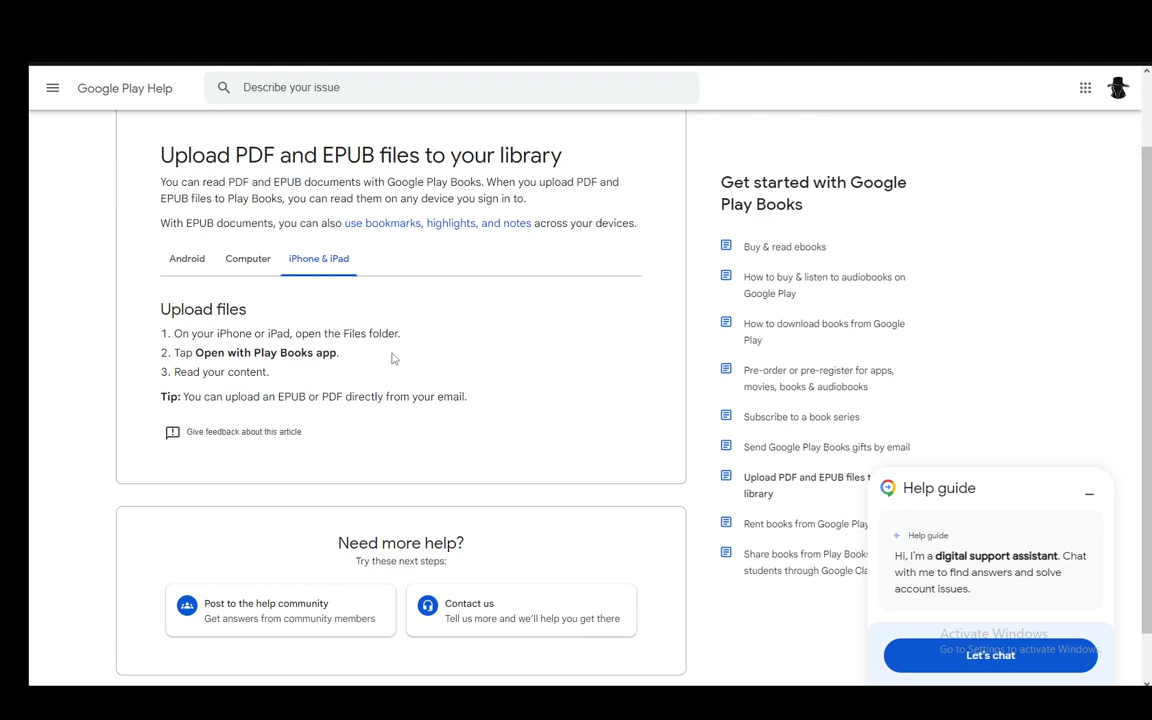 Google Play Help
Describe your issue
Upload PDF and EPUB files to your library
You can read PDF and EPUB documents with Google Play Books. When you upload PDF and
EPUB files to Play Books, you can read them on any device you sign in to.
With EPUB documents, you can also use bookmarks, highlights, and notes across your devices.
Android
Computer
iPhone & iPad
Upload files
1. On your iPhone or iPad, open the Files folder.
2. Tap Open with Play Books app.
3. Read your content.
Tip: You can upload an EPUB or PDF directly from your email.
Give feedback about this article
Need more help?
Try these next steps:
Post to the help community
Get answers from community members
Contact us
Tell us more and we'll help you get there
Get started with Google
Play Books
Buy & read ebooks
How to buy & listen to audiobooks on
Google Play
How to download books from Google
Play
Pre-order or pre-register for apps,
movies, books & audiobooks
Subscribe to a book series
Send Google Play Books gifts by email
Upload PDF and EPUB files
library
Rent books from Google Play
Share books from Play Books
students through Google
Help guide
Help guide
Hi, I'm a digital support assistant. Chat
with me to find answers and solve
account issues.
Let's chat
Activate Windows
Go to Settings to activate Windows.